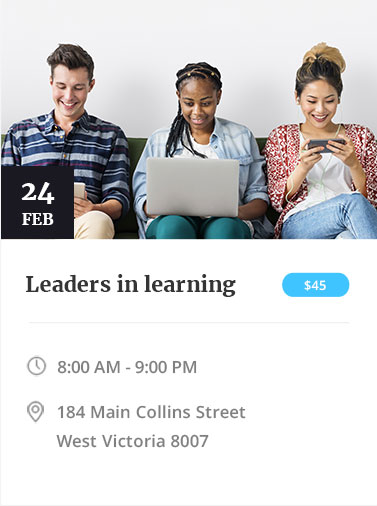 24
FEB
Leaders in learning
$45
8:00 AM - 9:00 PM
184 Main Collins Street
West Victoria 8007